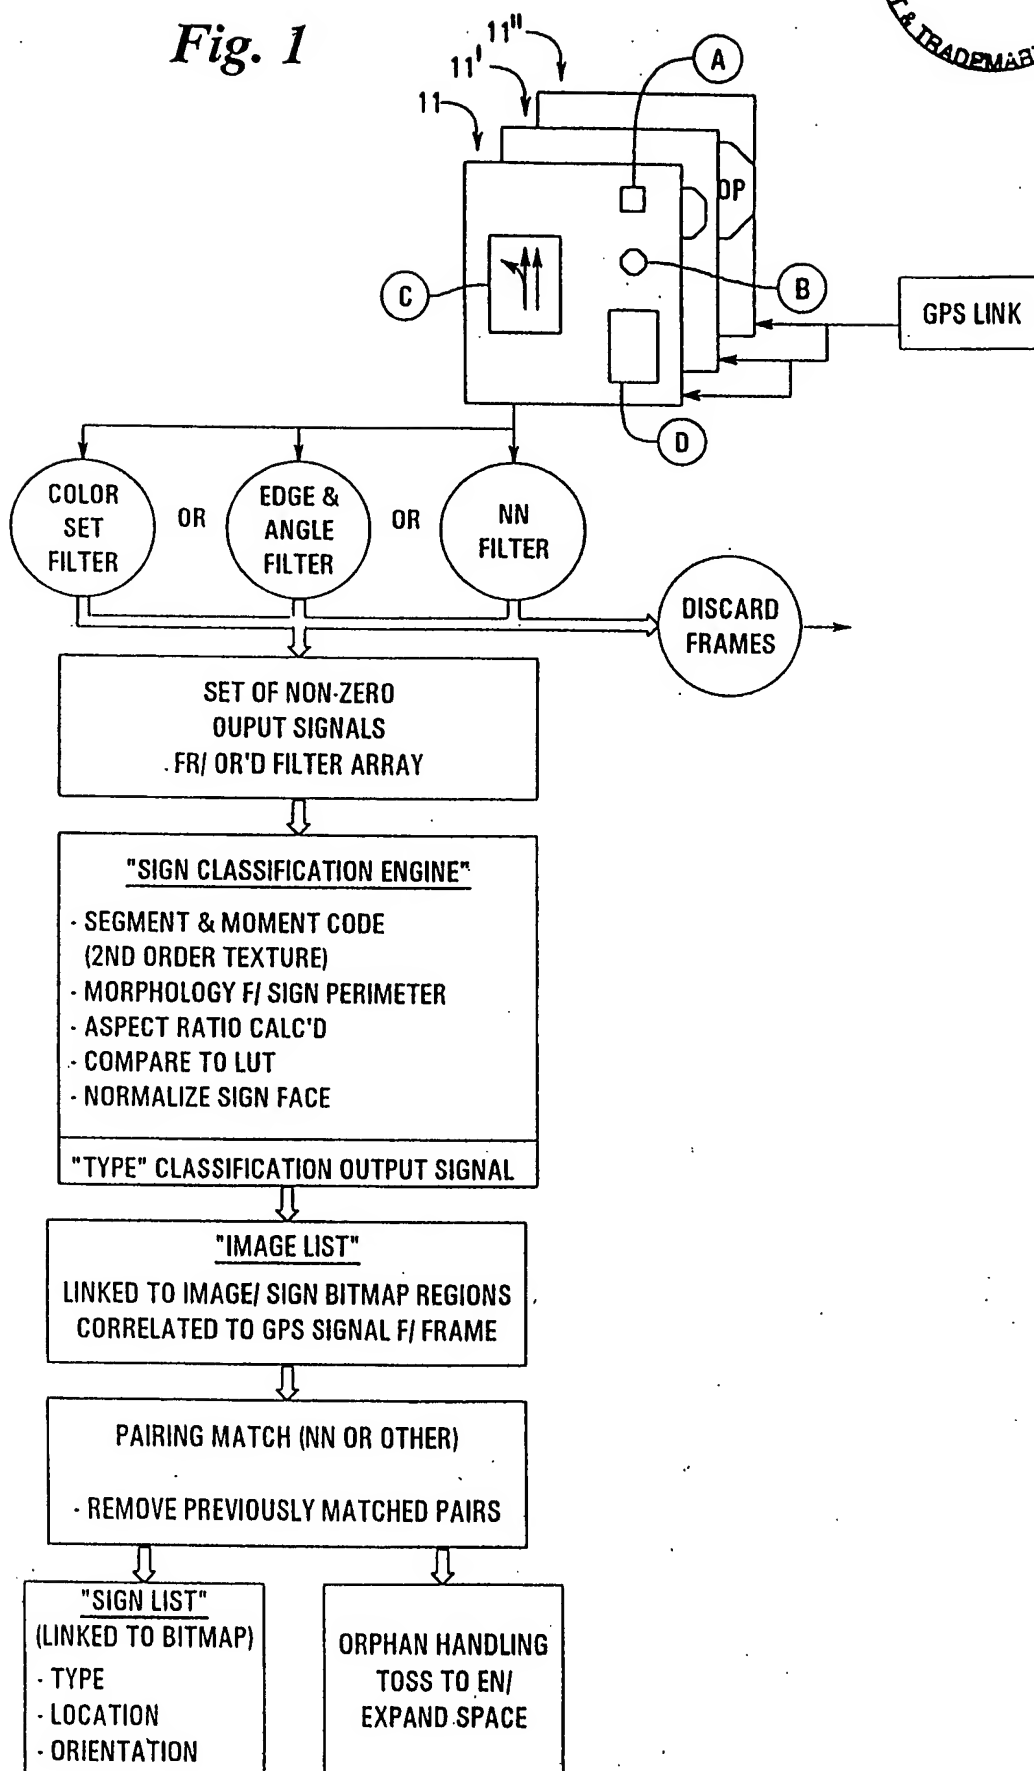 Fig. 1
T & TRADEMAR
11"
11'
11
A
OP
C
B
GPS LINK
D
COLOR
SET
FILTER
OR
EDGE &
ANGLE
FILTER
OR
NN
FILTER
DISCARD
FRAMES
SET OF NON-ZERO
OUPUT SIGNALS
FR/ OR'D FILTER ARRAY
"SIGN CLASSIFICATION ENGINE"
- SEGMENT & MOMENT CODE
(2ND ORDER TEXTURE)
- MORPHOLOGY F/ SIGN PERIMETER
- ASPECT RATIO CALC'D
- COMPARE TO LUT
- NORMALIZE SIGN FACE
"TYPE" CLASSIFICATION OUTPUT SIGNAL
"IMAGE LIST"
LINKED TO IMAGE/ SIGN BITMAP REGIONS
CORRELATED TO GPS SIGNAL F/ FRAME
PAIRING MATCH (NN OR OTHER)
- REMOVE PREVIOUSLY MATCHED PAIRS
"SIGN LIST"
(LINKED TO BITMAP)
- TYPE
- LOCATION
- ORIENTATION
ORPHAN HANDLING
TOSS TO EN/
EXPAND SPACE